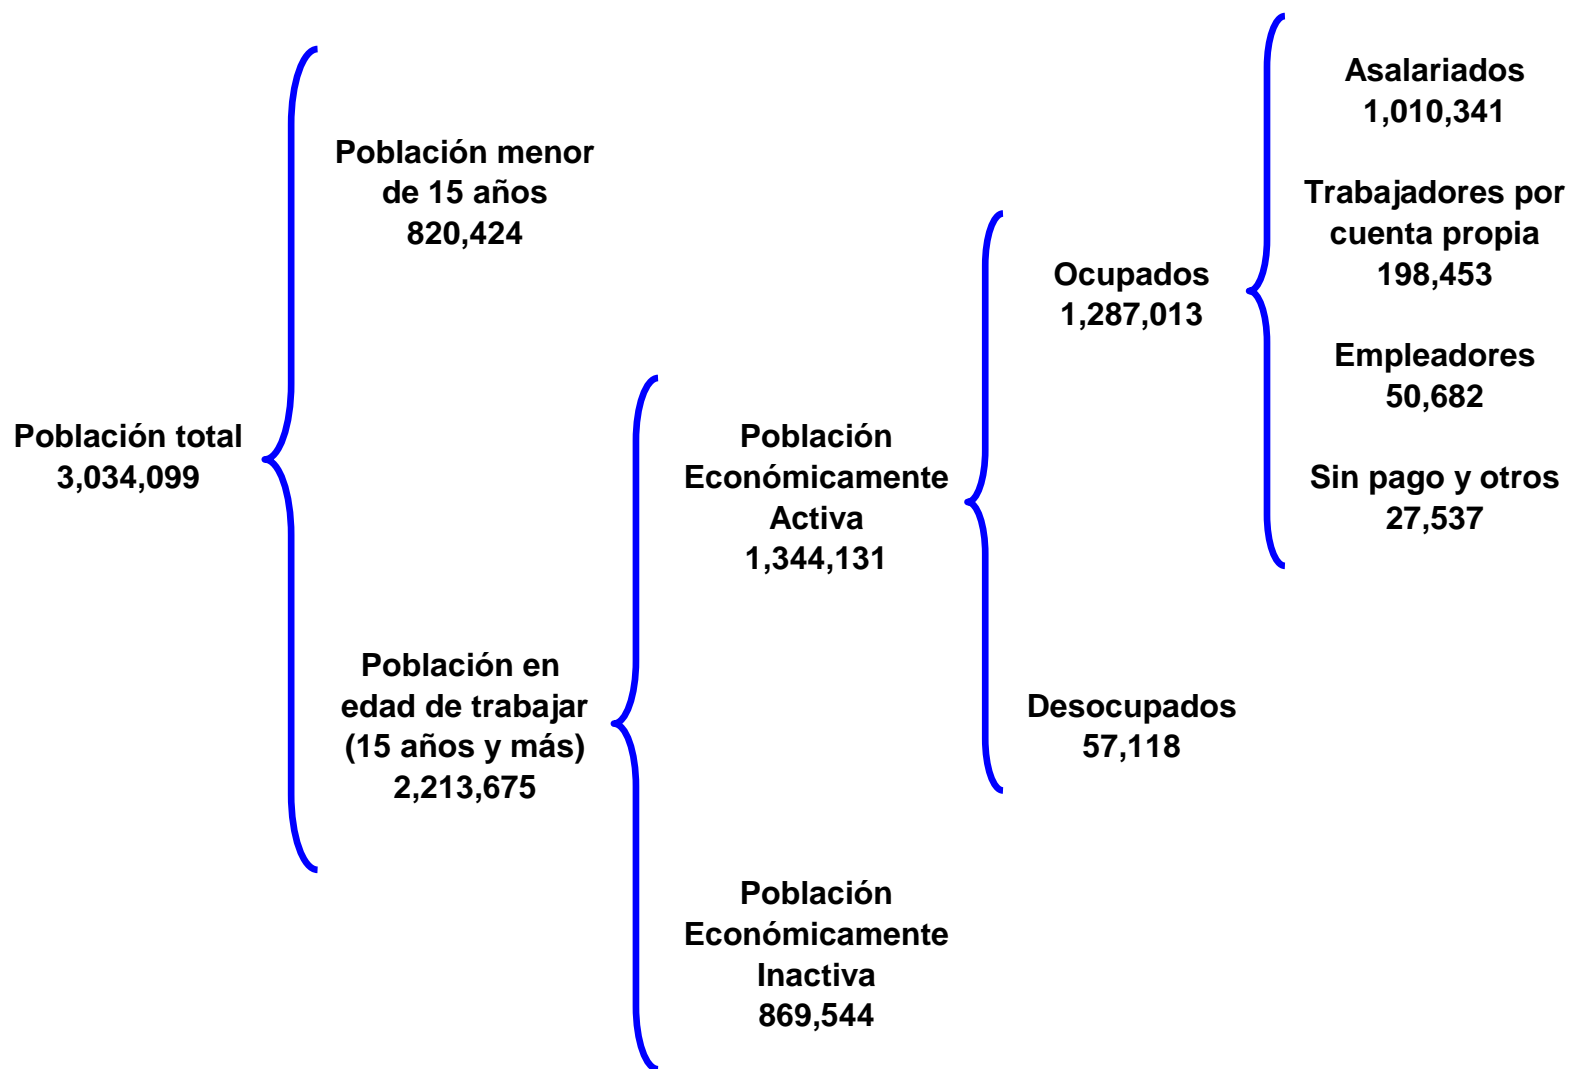 Población total
3,034,099
Población menor
de 15 años
820,424
Población en
edad de trabajar
(15 años y más)
2,213,675
Población
Económicamente
Activa
1,344,131
Población
Económicamente
Inactiva
869,544
Ocupados
1,287,013
Desocupados
57,118
Asalariados
1,010,341
Trabajadores por
cuenta propia
198,453
Empleadores
50,682
Sin pago y otros
27,537